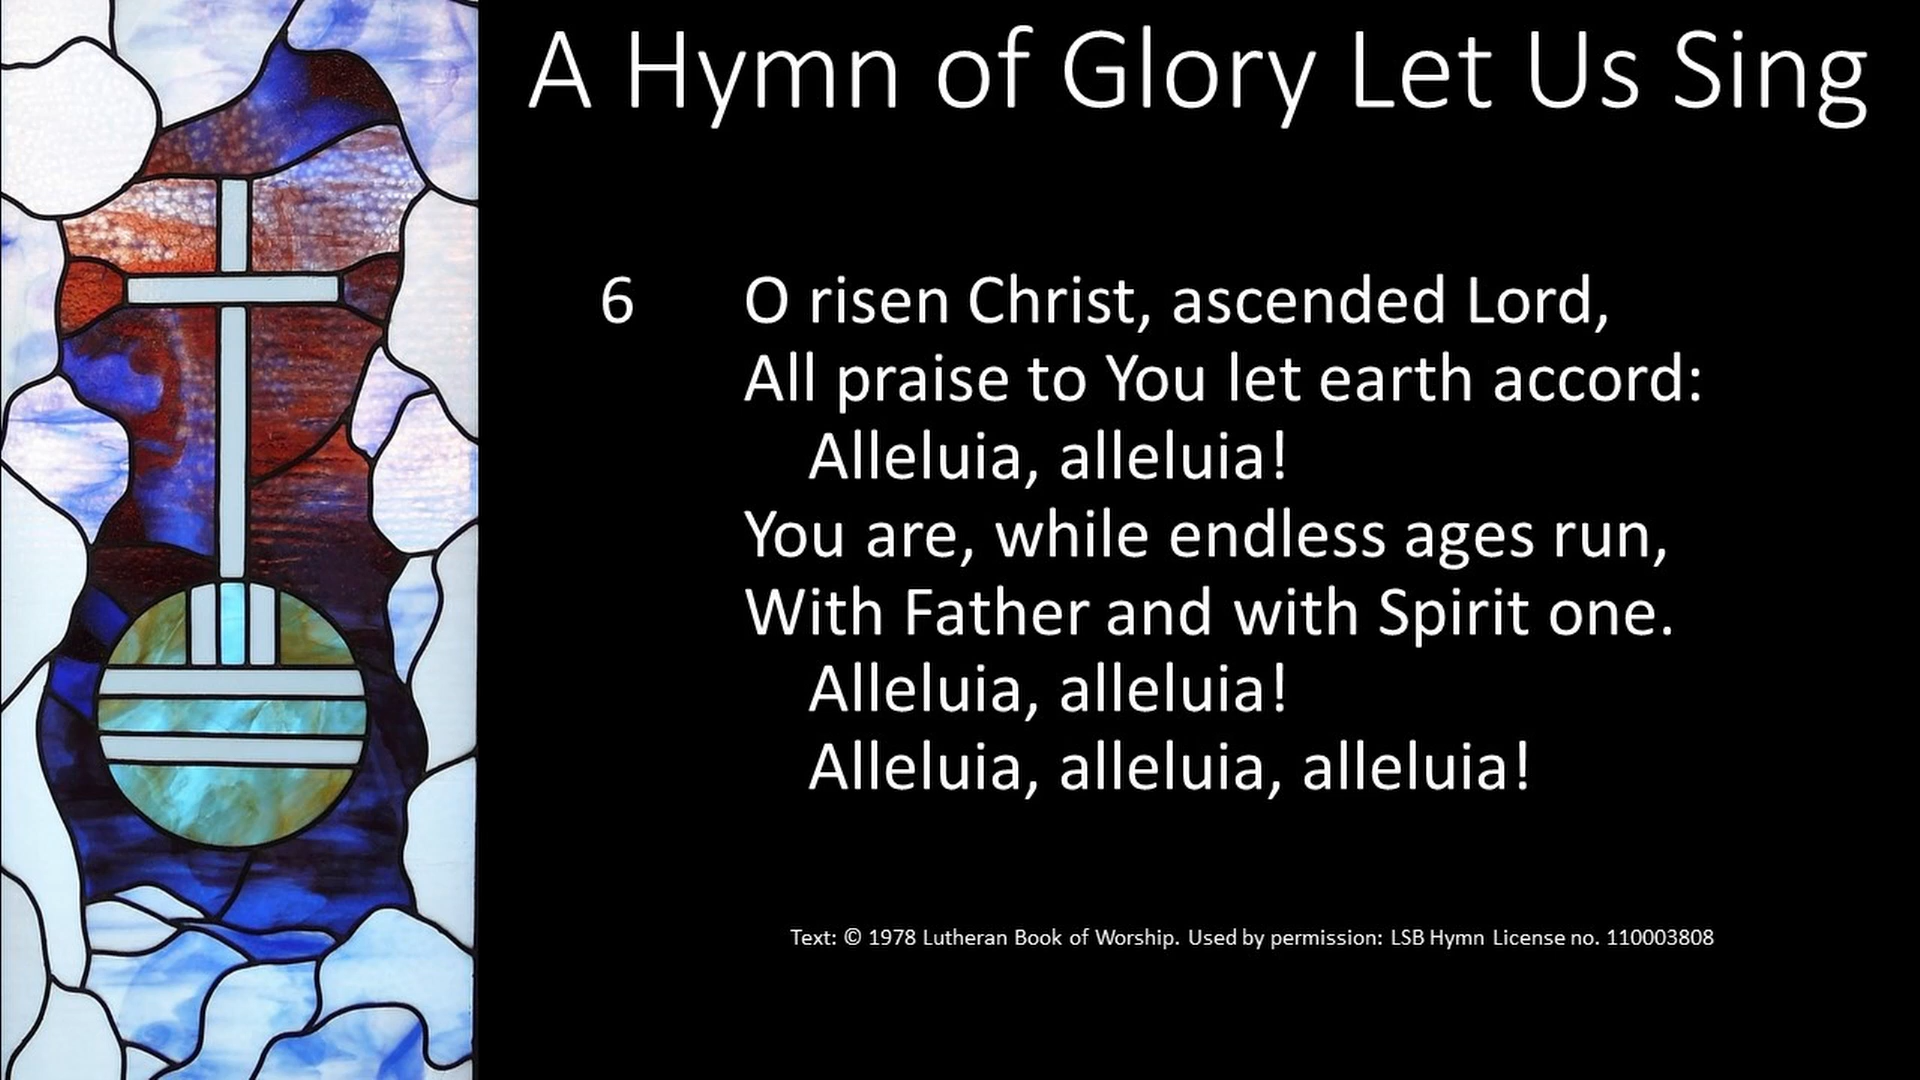 A Hymn of Glory Let Us Sing
6 O risen Christ, ascended Lord,
All praise to You let earth accord:
Alleluia, alleluia!
You are, while endless ages run,
With Father and with Spirit one.
Alleluia, alleluia!
Alleluia, alleluia, alleluia!
Text: © 1978 Lutheran Book of Worship. Used by permission: LSB Hymn License no. 110003808